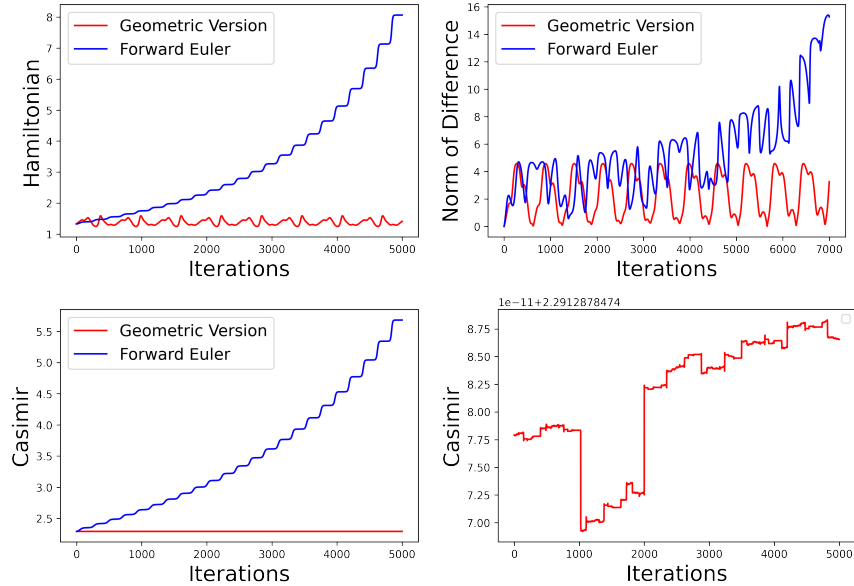 Hamiltonian
8
7
6
5
4
3
2
1
Geometric Version
Forward Euler
0 1000 2000 3000 4000 5000
Iterations
Norm of Difference
16
14
12
10
8
6
4
2
0
Geometric Version
Forward Euler
0 1000 2000 3000 4000 5000 6000 7000
Iterations
Casimir
5.5
5.0
4.5
4.0
3.5
3.0
2.5
Geometric Version
Forward Euler
0 1000 2000 3000 4000 5000
Iterations
1e-11+2.2912878474
Casimir
8.75
8.50
8.25
8.00
7.75
7.50
7.25
7.00
0 1000 2000 3000 4000 5000
Iterations